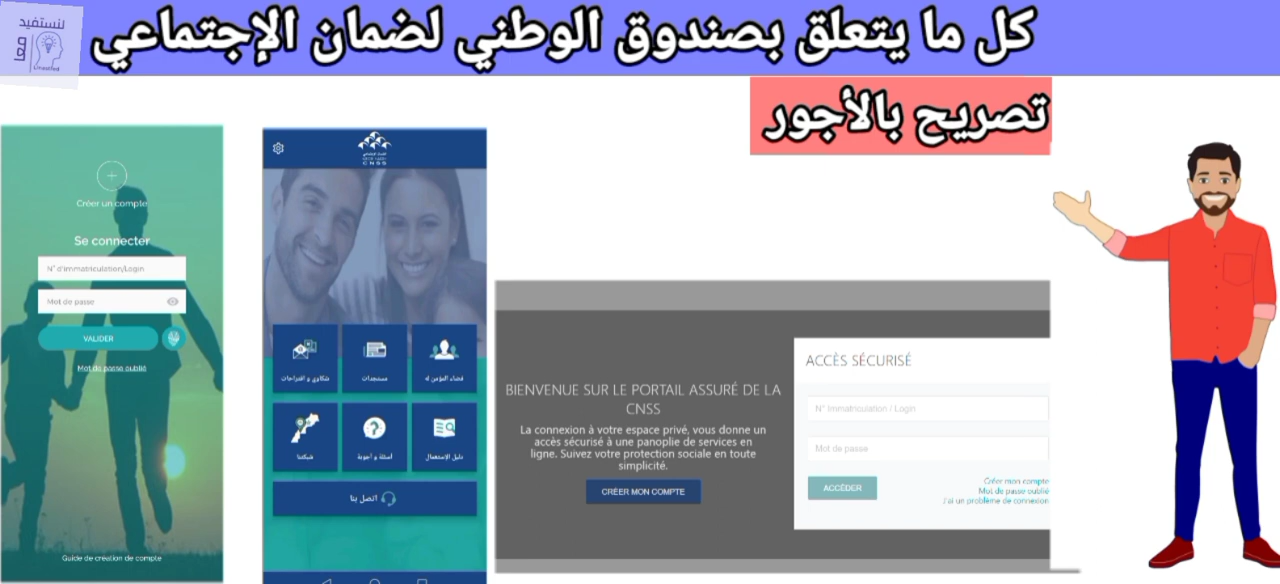 لنستفيد
معا
كل ما يتعلق بصندوق الوطني لضمان الإجتماعي
تصريح بالأجور
Créer un compte
Se connecter
N° d'immatriculation/Login
Mot de passe
VALIDER
Mot de passe oublié
Guide de création de compte
CNSS
فضاء المؤمن له
مستجدات
شكاوي و اقتراحات
دليل الإستعمال
أسئلة و أجوبة
شبكتنا
اتصل بنا
BIENVENUE SUR LE PORTAIL ASSURÉ DE LA
CNSS
La connexion à votre espace privé, vous donne un
accès sécurisé à une panoplie de services en
ligne. Suivez votre protection sociale en toute
simplicité.
CRÉER MON COMPTE
ACCÈS SÉCURISÉ
N° Immatriculation / Login
Mot de passe
ACCÉDER
Créer mon compte
Mot de passe oublié
J'ai un problème de connexion